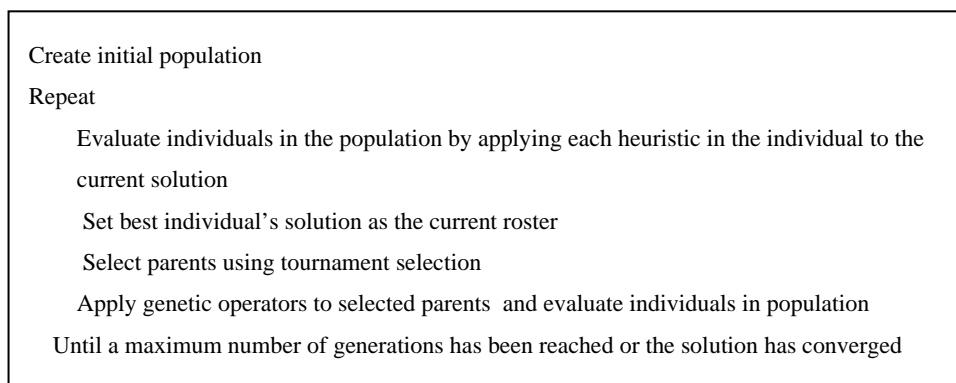 Create initial population
Repeat
Evaluate individuals in the population by applying each heuristic in the individual to the
current solution
Set best individual’s solution as the current roster
Select parents using tournament selection
Apply genetic operators to selected parents and evaluate individuals in population
Until a maximum number of generations has been reached or the solution has converged